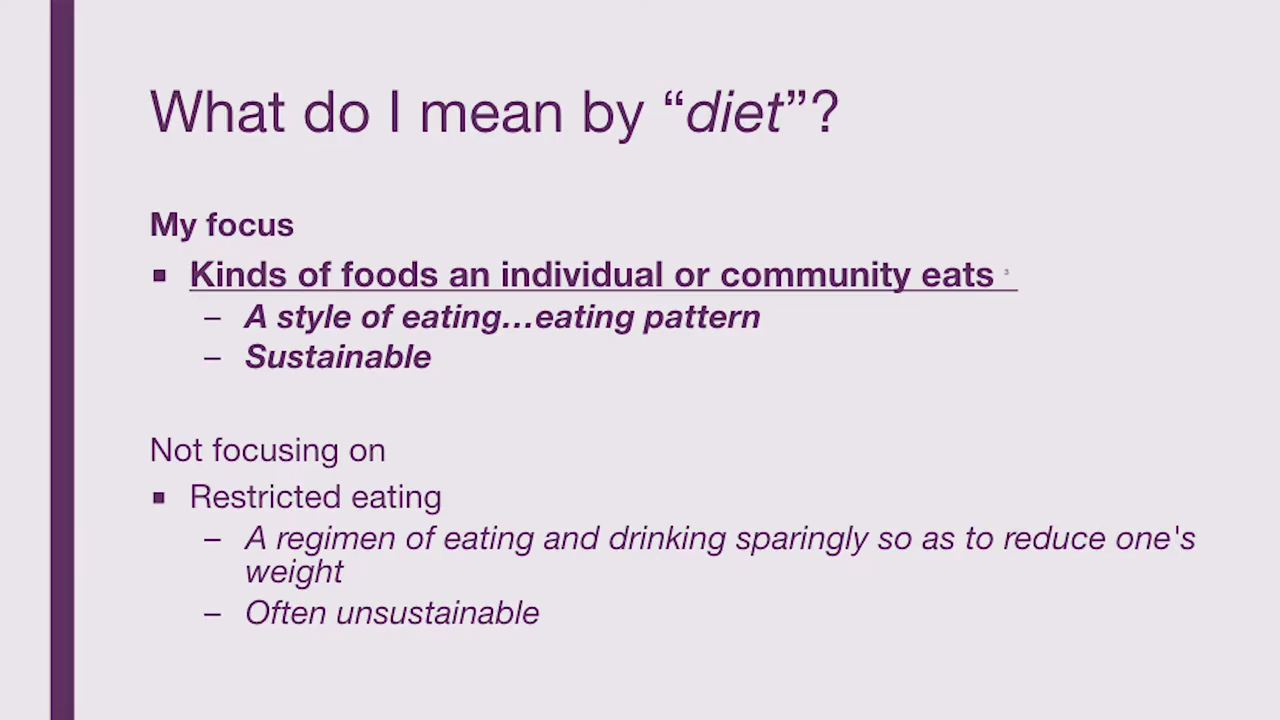 What do I mean by “diet”?
My focus
▪ Kinds of foods an individual or community eats ³
– A style of eating…eating pattern
– Sustainable
Not focusing on
▪ Restricted eating
– A regimen of eating and drinking sparingly so as to reduce one's
weight
– Often unsustainable